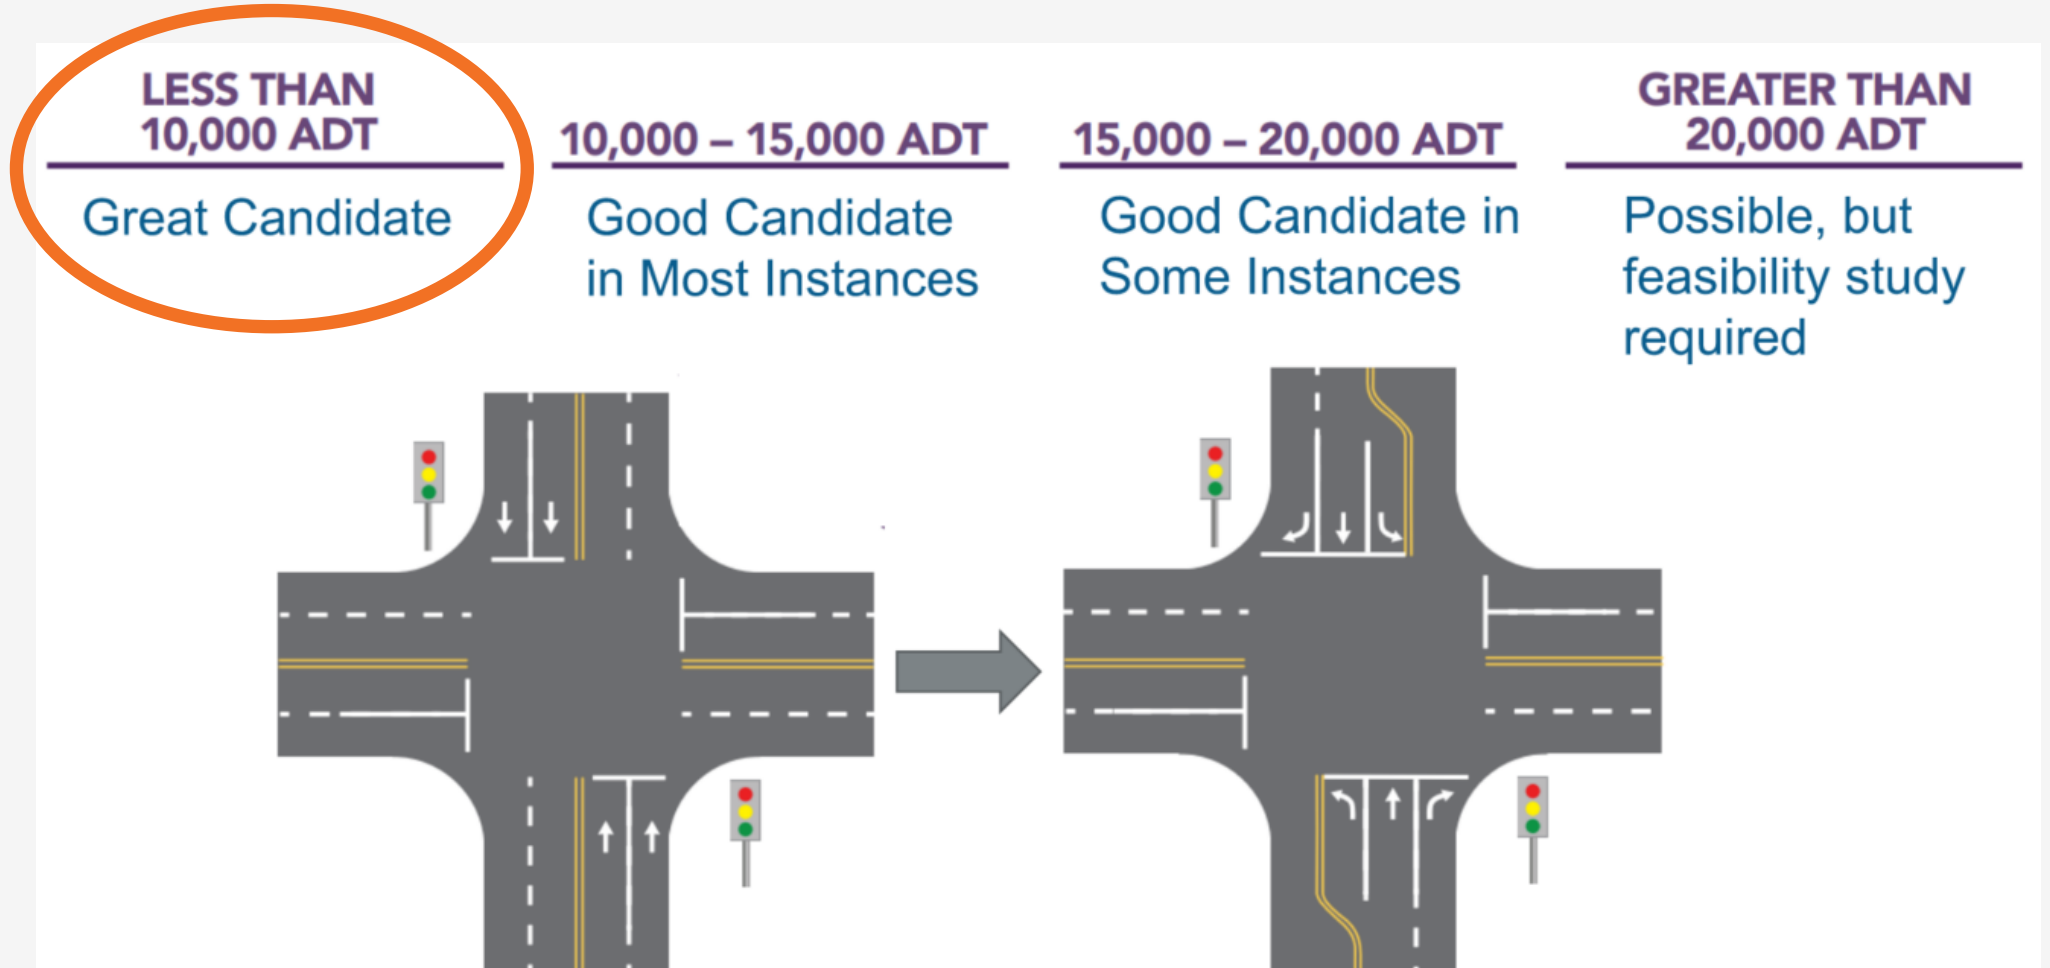 LESS THAN
10,000 ADT
Great Candidate
10,000 – 15,000 ADT
Good Candidate
in Most Instances
15,000 – 20,000 ADT
Good Candidate in
Some Instances
GREATER THAN
20,000 ADT
Possible, but
feasibility study
required